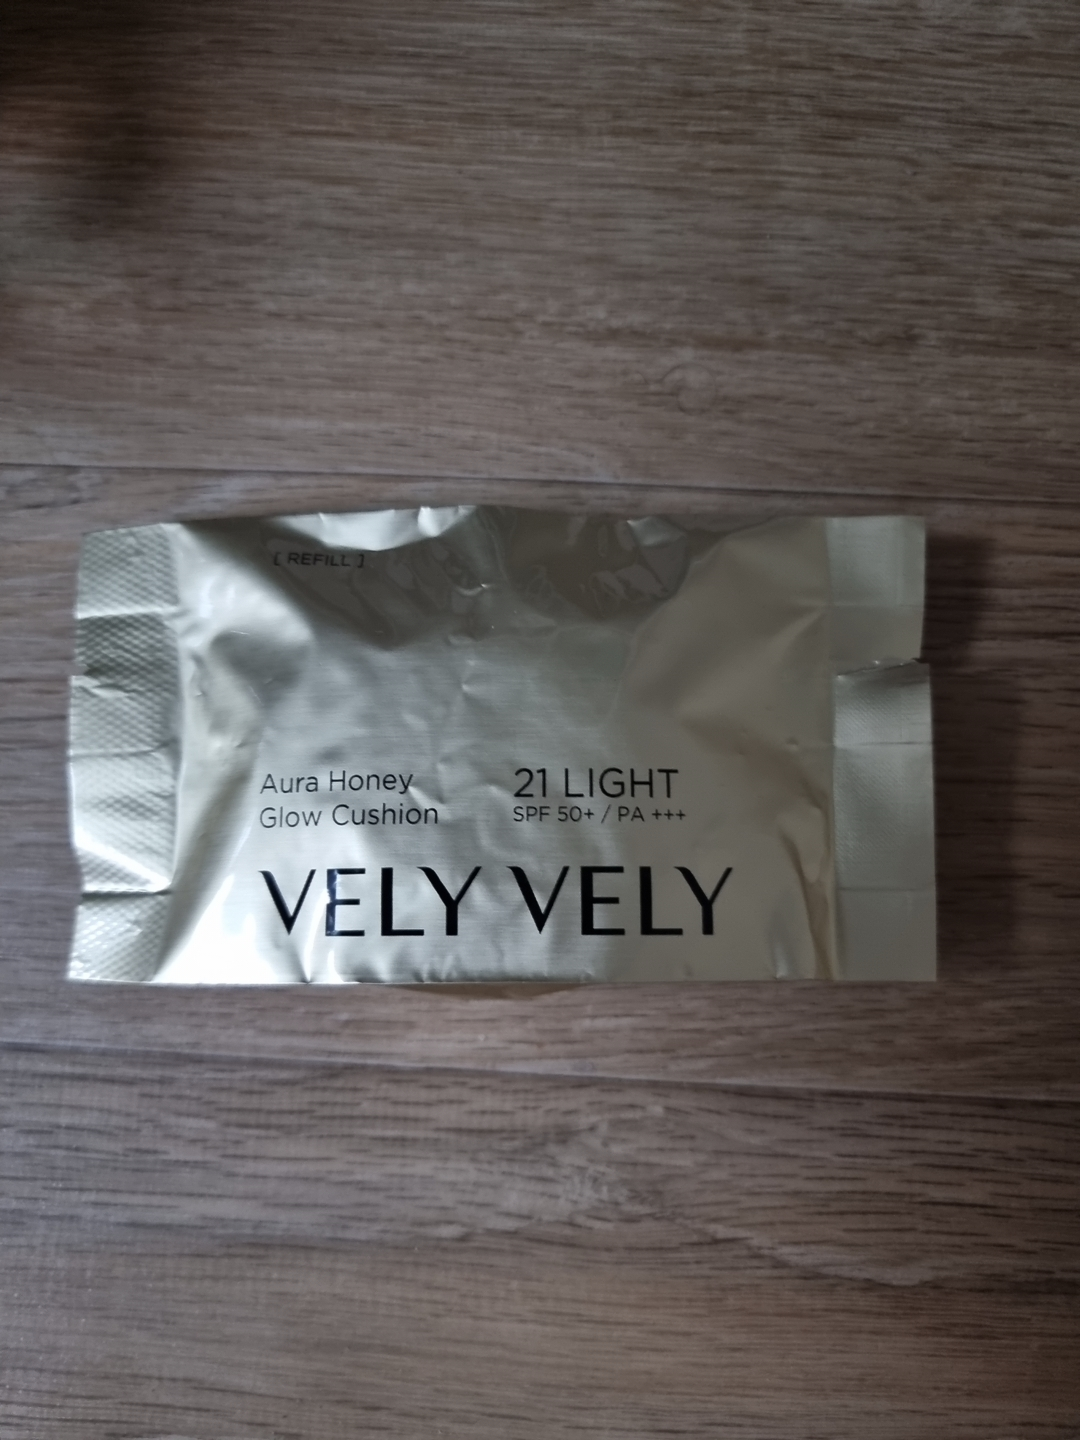 [ REFILL ]
Aura Honey
Glow Cushion
21 LIGHT
SPF 50+ / PA +++
VELY VELY